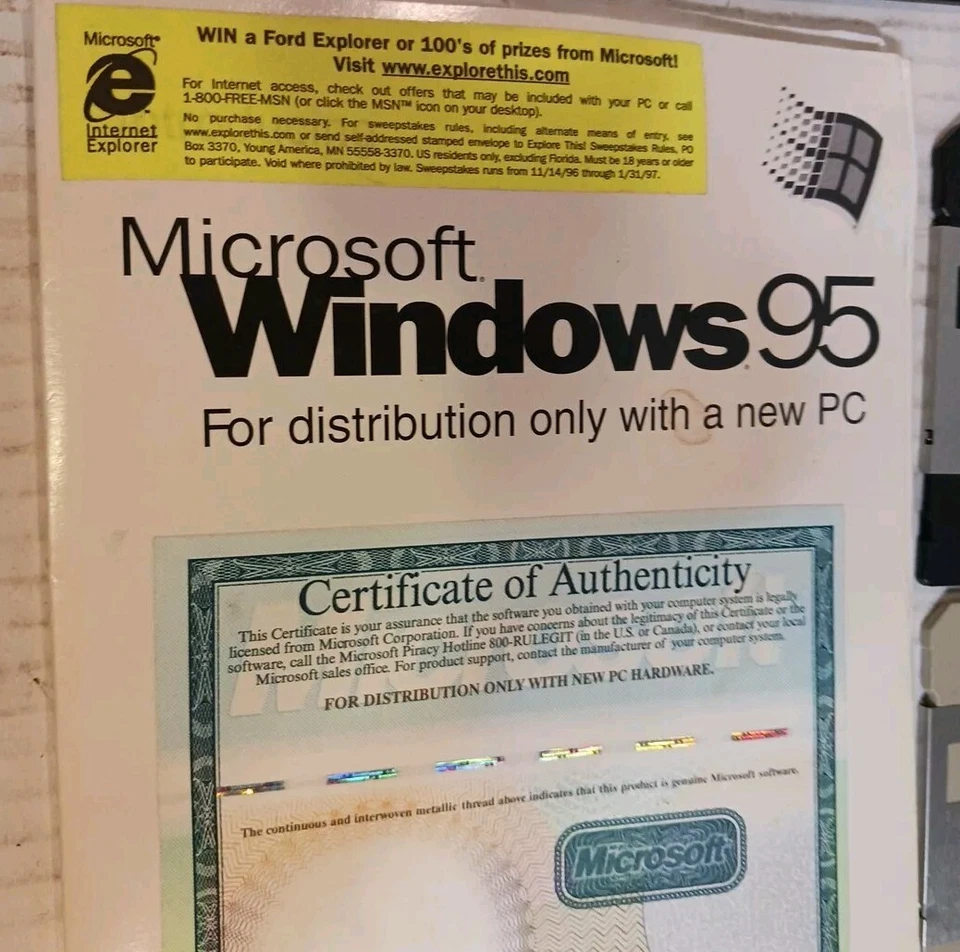 Microsoft®
Internet
Explorer
WIN a Ford Explorer or 100's of prizes from Microsoft!
Visit www.explorethis.com
For Internet access, check out offers that may be included with your PC or call
1-800-FREE-MSN (or click the MSN™ icon on your desktop).
No purchase necessary. For sweepstakes rules, including alternate means of entry, see
www.explorethis.com or send self-addressed stamped envelope to Explore This! Sweepstakes Rules, PO
Box 3370, Young America, MN 55558-3370. US residents only, excluding Florida. Must be 18 years or older
to participate. Void where prohibited by law. Sweepstakes runs from 11/14/96 through 1/31/97.
Microsoft®
Windows®95
For distribution only with a new PC
Certificate of Authenticity
This Certificate is your assurance that the software you obtained with your computer system is legally
licensed from Microsoft Corporation. If you have concerns about the legitimacy of this Certificate or the
software, call the Microsoft Piracy Hotline 800-RULEGIT (in the U.S. or Canada), or contact your local
Microsoft sales office. For product support, contact the manufacturer of your computer system.
FOR DISTRIBUTION ONLY WITH NEW PC HARDWARE.
The continuous and interwoven metallic thread above indicates that this product is genuine Microsoft software.
Microsoft